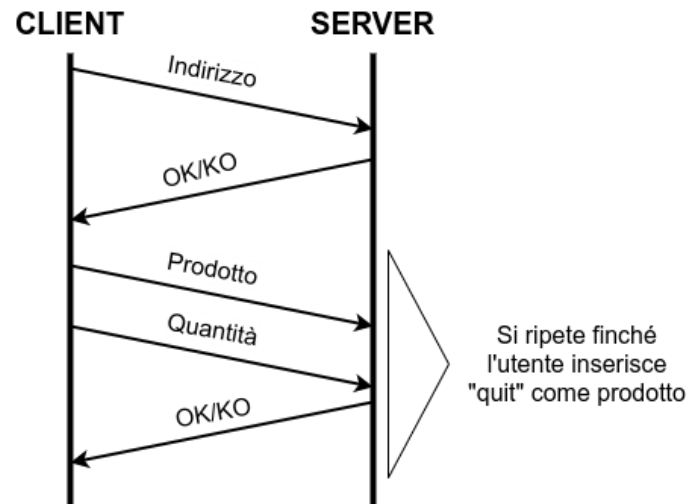 CLIENT
SERVER
Indirizzo
OK/KO
Prodotto
Quantità
OK/KO
Si ripete finché
l'utente inserisce
"quit" come prodotto